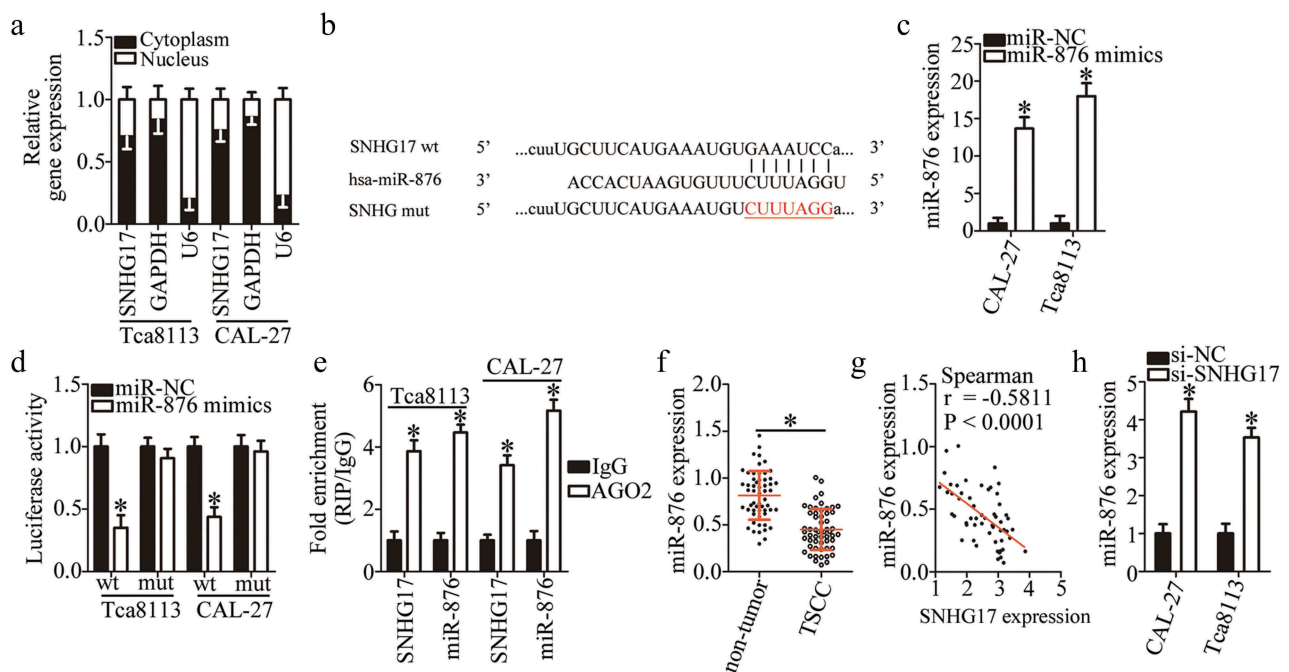 a
1.5
1.0
0.5
0.0
Relative
gene expression
Cytoplasm
Nucleus
SNHG17
GAPDH
U6
SNHG17
GAPDH
U6
Tca8113
CAL-27
b
SNHG17 wt 5’ ...cuuUGCUUCAUGAAAUGUGAAAUCCa... 3’
hsa-miR-876 3’ ACCACUAAGUGUUUCUUUAGGU 5’
SNHG mut 5’ ...cuuUGCUUCAUGAAAUGUCUUUAGGa... 3’
c
miR-NC
miR-876 mimics
25
20
15
10
5
0
miR-876 expression
*
*
CAL-27
Tca8113
d
miR-NC
miR-876 mimics
1.5
1.0
0.5
0.0
Luciferase activity
*
*
wt mut wt mut
Tca8113
CAL-27
e
CAL-27
Tca8113
6
4
2
0
Fold enrichment
(RIP/IgG)
*
*
*
*
IgG
AGO2
SNHG17
miR-876
SNHG17
miR-876
f
2.0
1.5
1.0
0.5
0.0
miR-876 expression
*
non-tumor
TSCC
g
1.5
1.0
0.5
0.0
miR-876 expression
Spearman
r = -0.5811
P < 0.0001
1 2 3 4 5
SNHG17 expression
h
si-NC
si-SNHG17
5
4
3
2
1
0
miR-876 expression
*
*
CAL-27
Tca8113